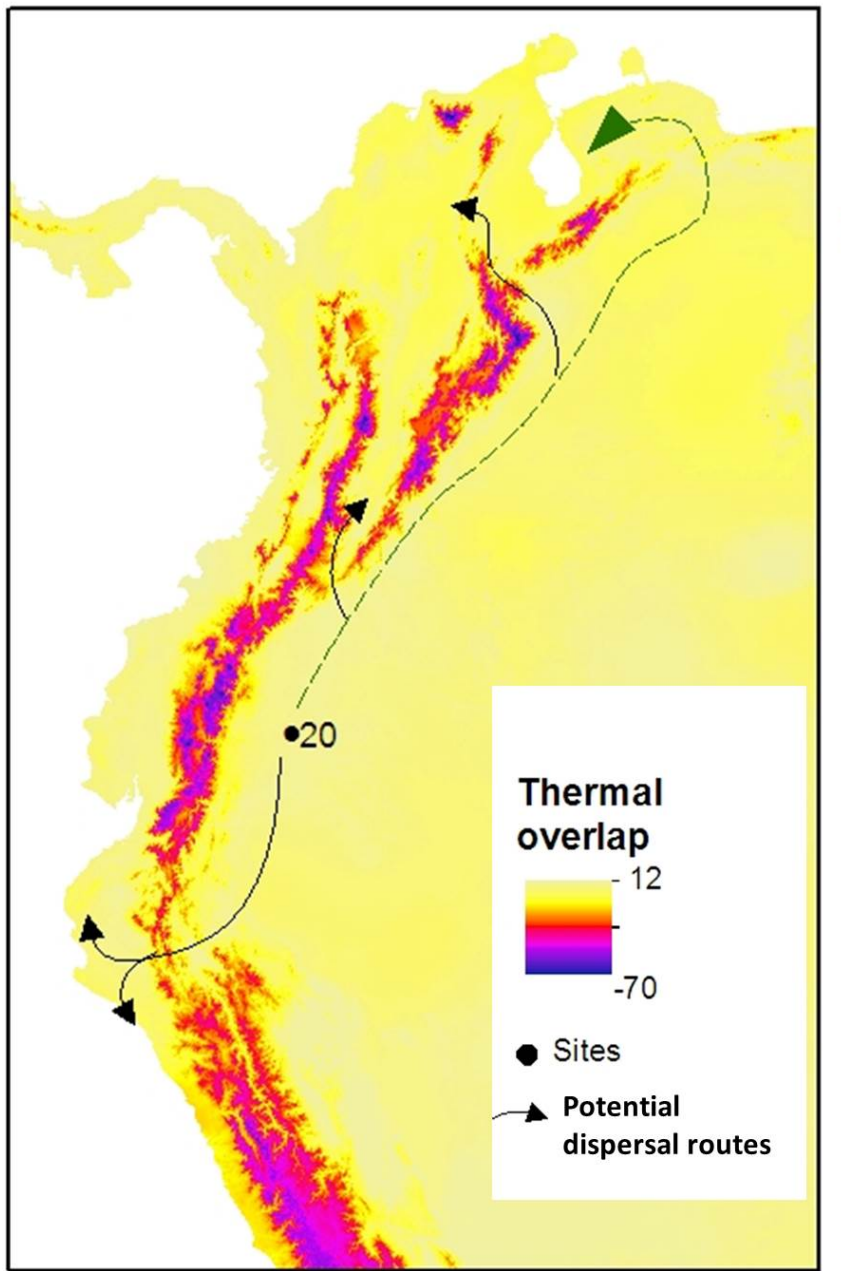 20
Thermal
overlap
12
-70
Sites
Potential
dispersal routes